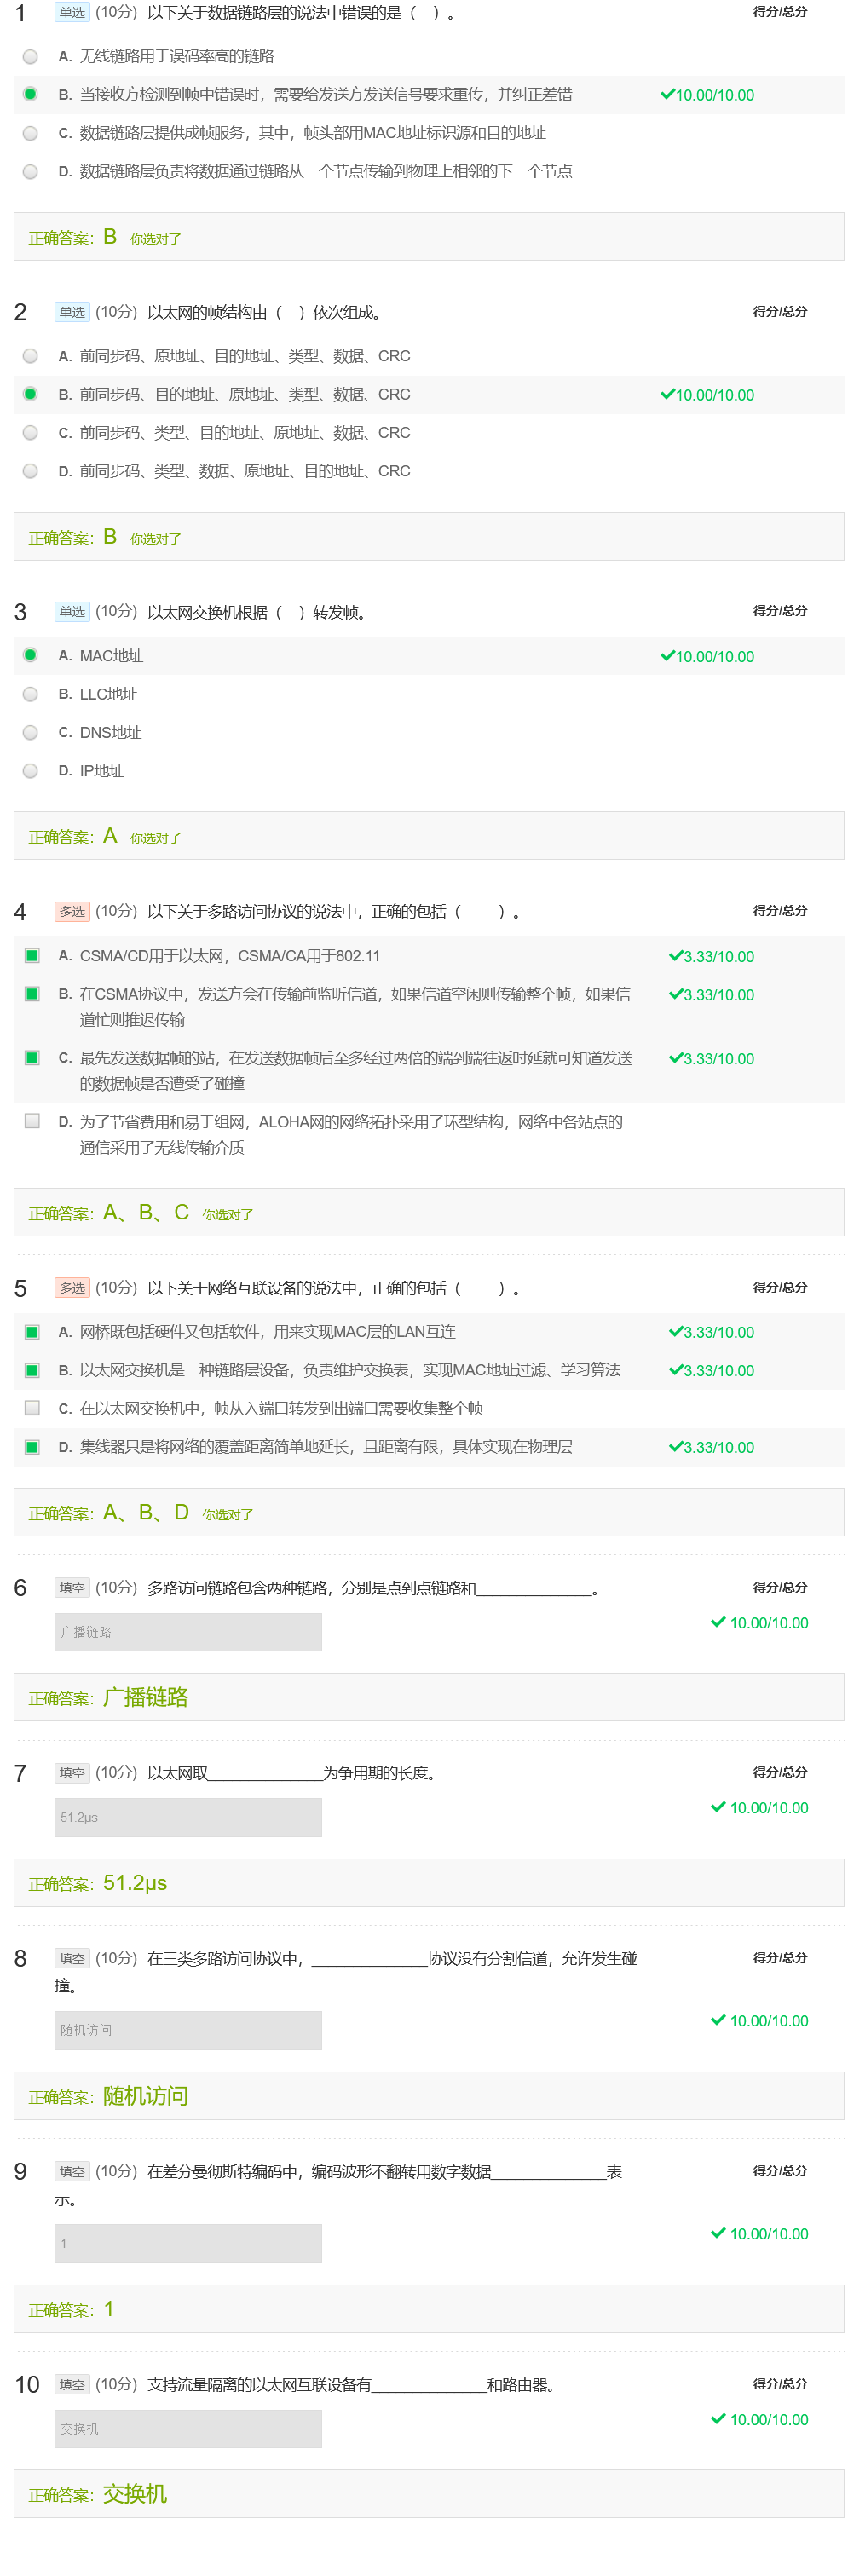 1 单选 (10分) 以下关于数据链路层的说法中错误的是（ ）。 得分/总分
A. 无线链路用于误码率高的链路
B. 当接收方检测到帧中错误时，需要给发送方发送信号要求重传，并纠正差错 10.00/10.00
C. 数据链路层提供成帧服务，其中，帧头部用MAC地址标识源和目的地址
D. 数据链路层负责将数据通过链路从一个节点传输到物理上相邻的下一个节点
正确答案：B 你选对了
2 单选 (10分) 以太网的帧结构由（ ）依次组成。 得分/总分
A. 前同步码、原地址、目的地址、类型、数据、CRC
B. 前同步码、目的地址、原地址、类型、数据、CRC 10.00/10.00
C. 前同步码、类型、目的地址、原地址、数据、CRC
D. 前同步码、类型、数据、原地址、目的地址、CRC
正确答案：B 你选对了
3 单选 (10分) 以太网交换机根据（ ）转发帧。 得分/总分
A. MAC地址 10.00/10.00
B. LLC地址
C. DNS地址
D. IP地址
正确答案：A 你选对了
4 多选 (10分) 以下关于多路访问协议的说法中，正确的包括（ ）。 得分/总分
A. CSMA/CD用于以太网，CSMA/CA用于802.11 3.33/10.00
B. 在CSMA协议中，发送方会在传输前监听信道，如果信道空闲则传输整个帧，如果信 3.33/10.00
道忙则推迟传输
C. 最先发送数据帧的站，在发送数据帧后至多经过两倍的端到端往返时延就可知道发送 3.33/10.00
的数据帧是否遭受了碰撞
D. 为了节省费用和易于组网，ALOHA网的网络拓扑采用了环型结构，网络中各站点的
通信采用了无线传输介质
正确答案：A、B、C 你选对了
5 多选 (10分) 以下关于网络互联设备的说法中，正确的包括（ ）。 得分/总分
A. 网桥既包括硬件又包括软件，用来实现MAC层的LAN互连 3.33/10.00
B. 以太网交换机是一种链路层设备，负责维护交换表，实现MAC地址过滤、学习算法 3.33/10.00
C. 在以太网交换机中，帧从入端口转发到出端口需要收集整个帧
D. 集线器只是将网络的覆盖距离简单地延长，且距离有限，具体实现在物理层 3.33/10.00
正确答案：A、B、D 你选对了
6 填空 (10分) 多路访问链路包含两种链路，分别是点到点链路和______________。 得分/总分
广播链路 10.00/10.00
正确答案：广播链路
7 填空 (10分) 以太网取______________为争用期的长度。 得分/总分
51.2μs 10.00/10.00
正确答案：51.2μs
8 填空 (10分) 在三类多路访问协议中，______________协议没有分割信道，允许发生碰 得分/总分
撞。
随机访问 10.00/10.00
正确答案：随机访问
9 填空 (10分) 在差分曼彻斯特编码中，编码波形不翻转用数字数据______________表 得分/总分
示。
1 10.00/10.00
正确答案：1
10 填空 (10分) 支持流量隔离的以太网互联设备有______________和路由器。 得分/总分
交换机 10.00/10.00
正确答案：交换机